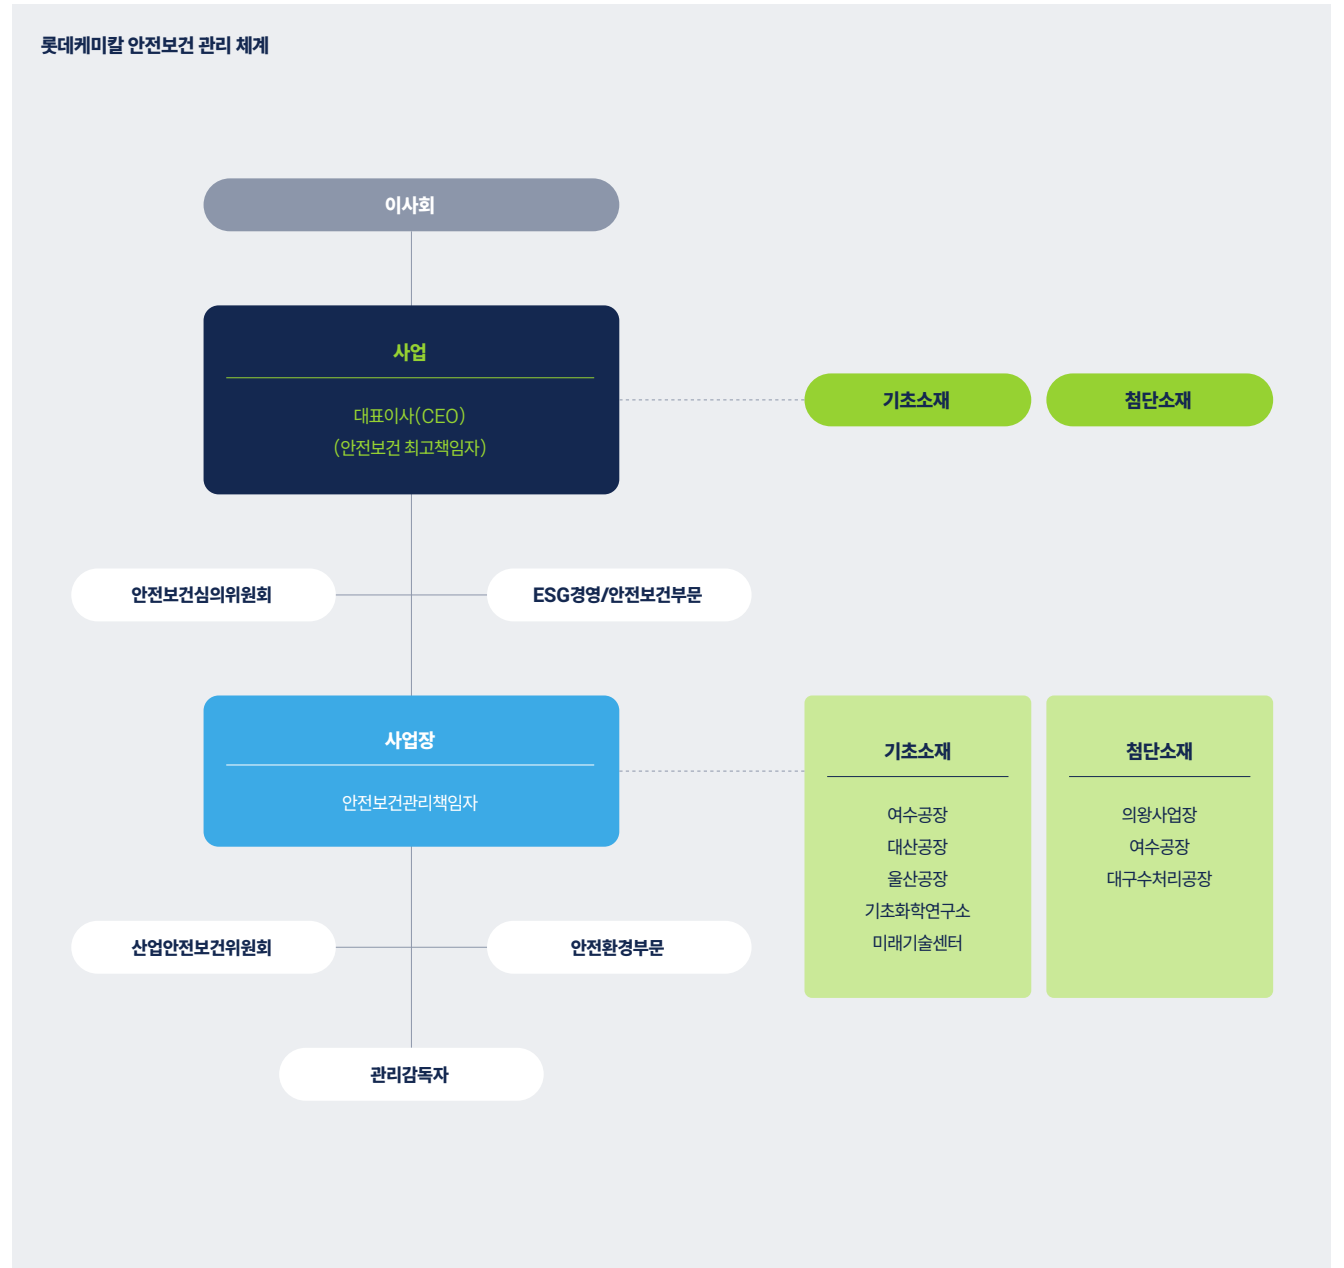 롯데케미칼 안전보건 관리 체계
이사회
사업
대표이사(CEO)
(안전보건 최고책임자)
기초소재
첨단소재
안전보건심의위원회
ESG경영/안전보건부문
사업장
안전보건관리책임자
기초소재
여수공장
대산공장
울산공장
기초화학연구소
미래기술센터
첨단소재
의왕사업장
여수공장
대구수처리공장
산업안전보건위원회
안전환경부문
관리감독자